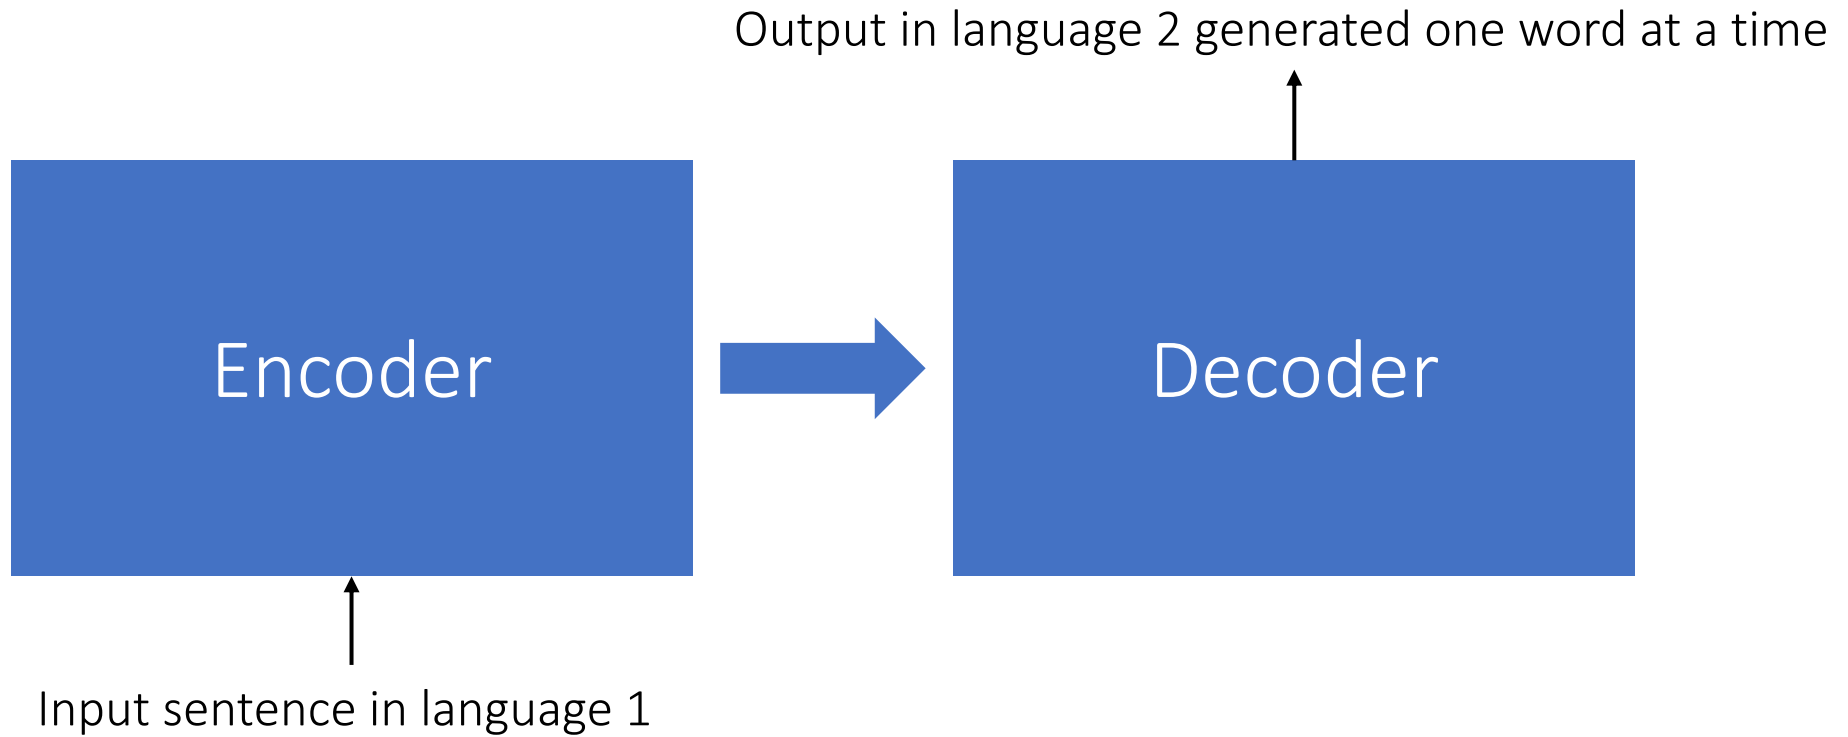 Output in language 2 generated one word at a time
Encoder
Decoder
Input sentence in language 1